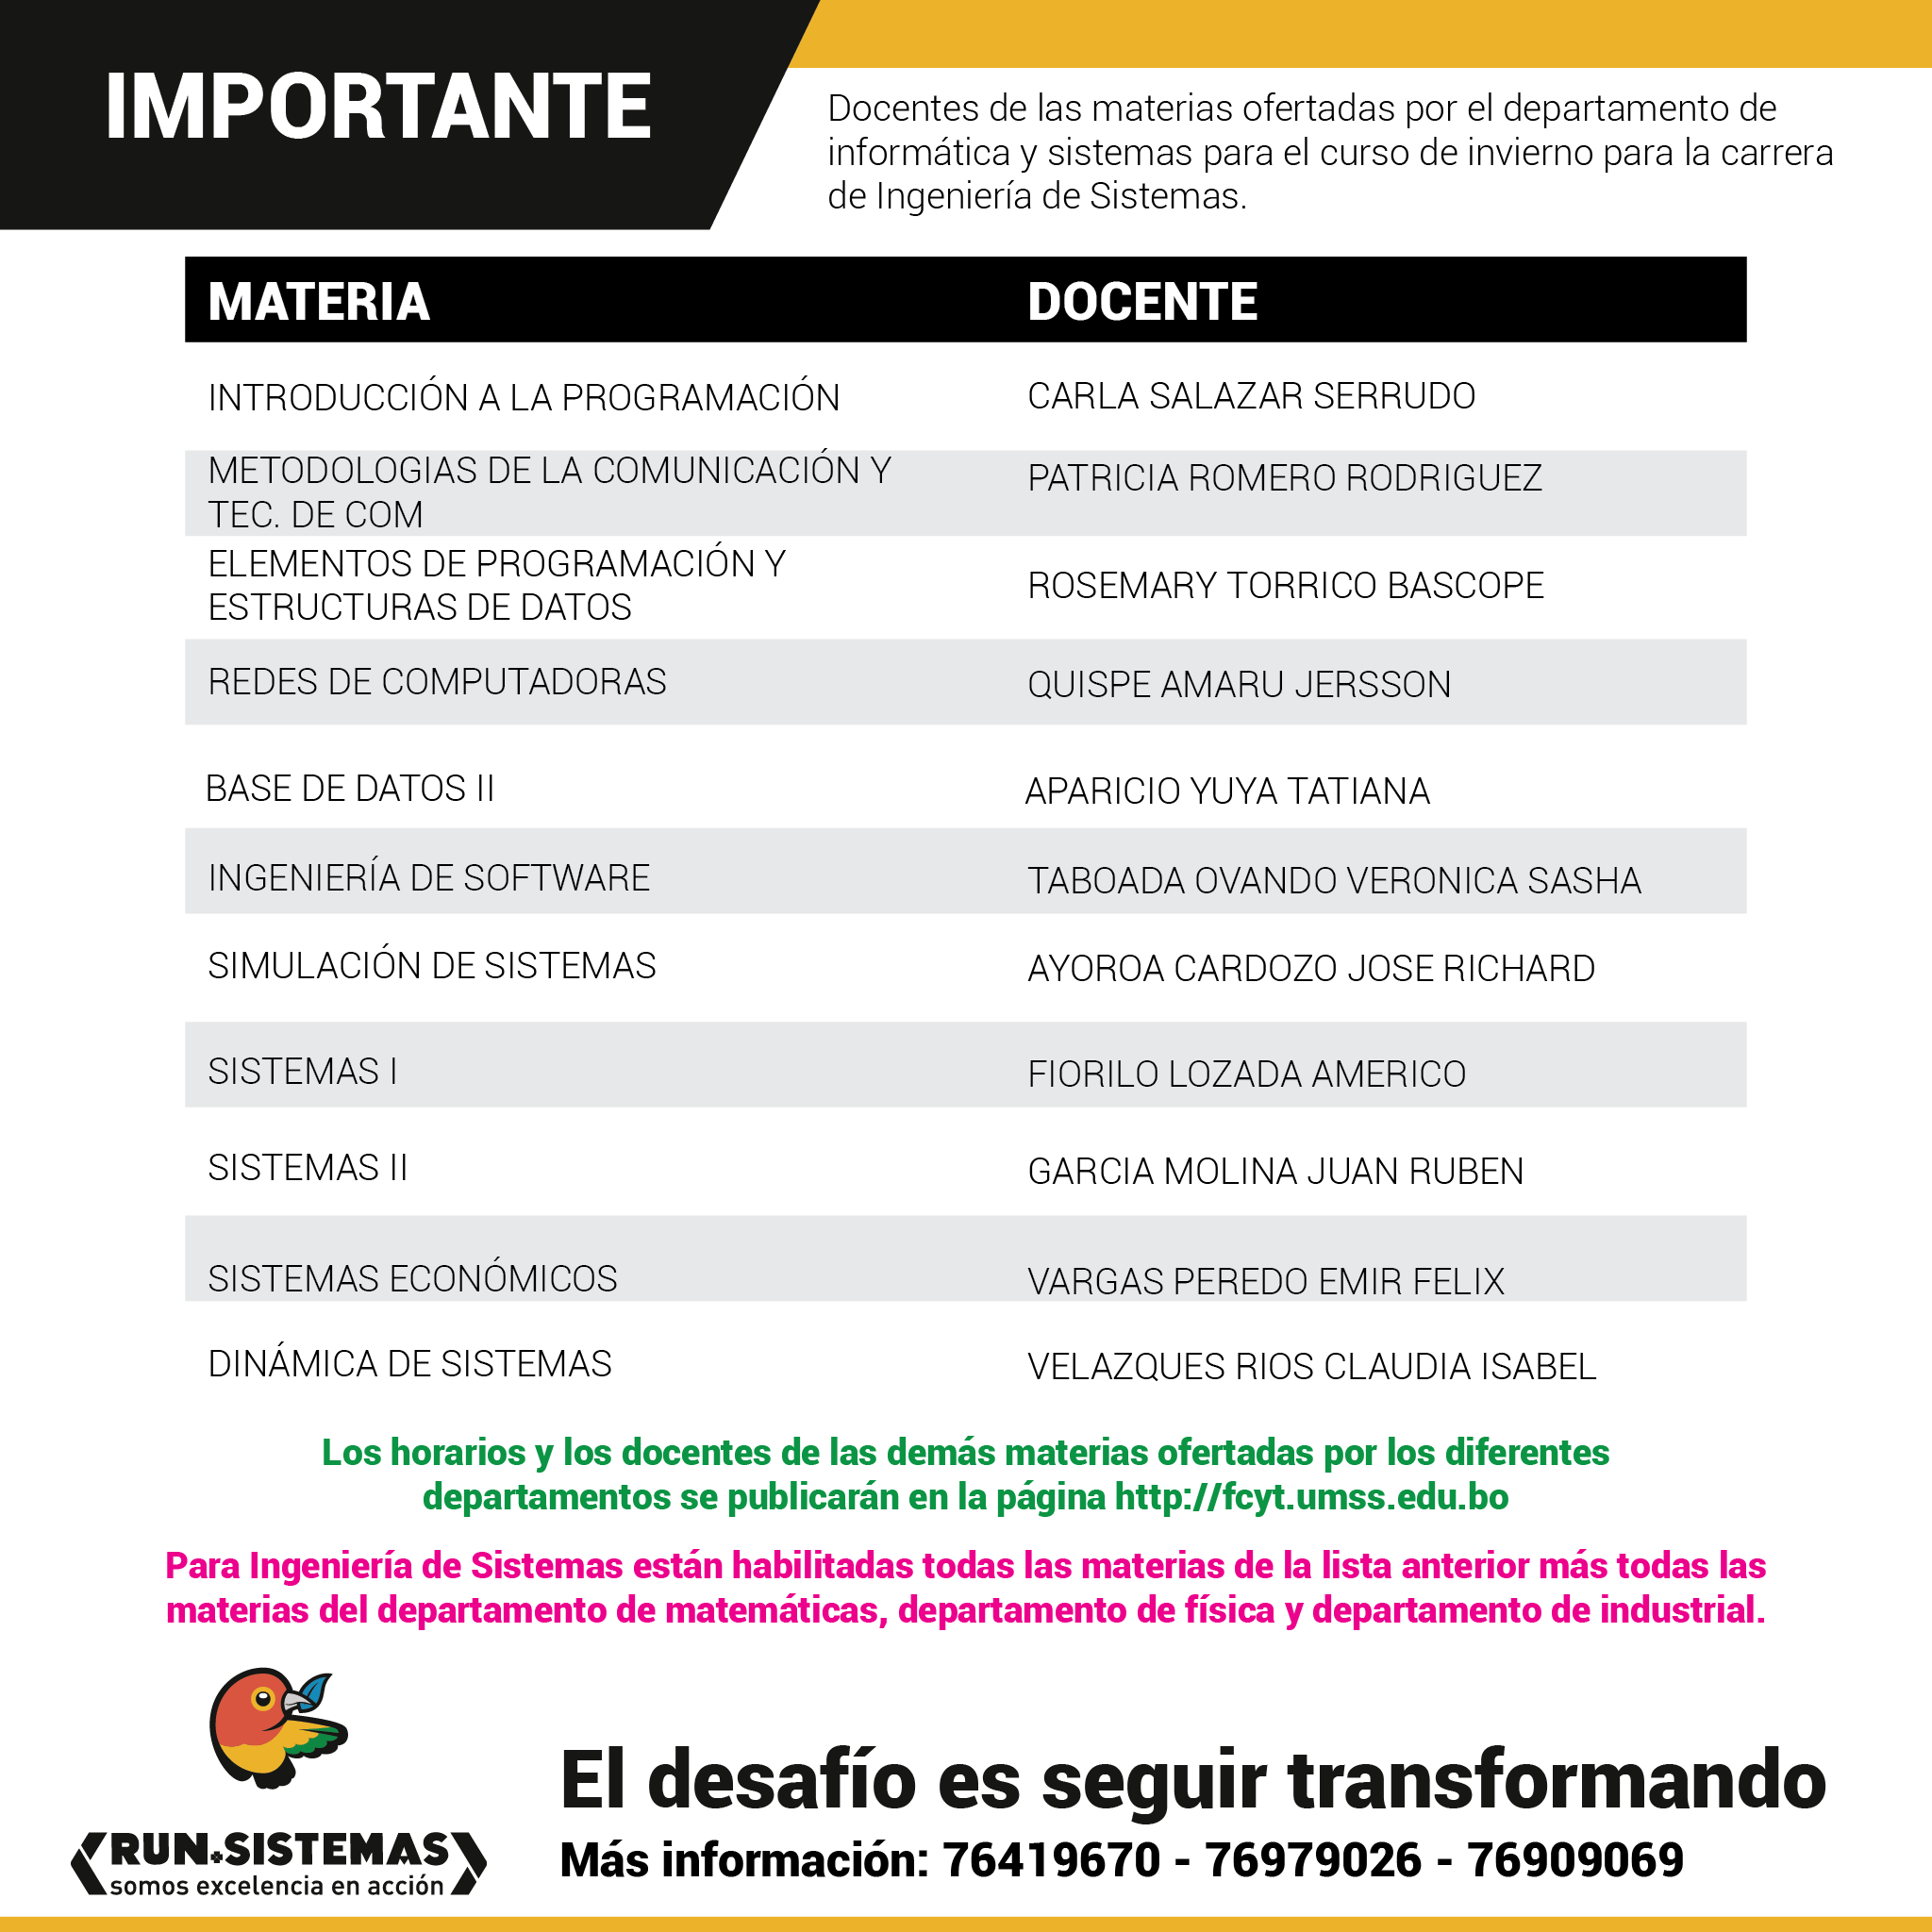 IMPORTANTE
Docentes de las materias ofertadas por el departamento de
informática y sistemas para el curso de invierno para la carrera
de Ingeniería de Sistemas.
MATERIA DOCENTE
INTRODUCCIÓN A LA PROGRAMACIÓN CARLA SALAZAR SERRUDO
METODOLOGIAS DE LA COMUNICACIÓN Y PATRICIA ROMERO RODRIGUEZ
TEC. DE COM
ELEMENTOS DE PROGRAMACIÓN Y
ESTRUCTURAS DE DATOS ROSEMARY TORRICO BASCOPE
REDES DE COMPUTADORAS QUISPE AMARU JERSSON
BASE DE DATOS II APARICIO YUYA TATIANA
INGENIERÍA DE SOFTWARE TABOADA OVANDO VERONICA SASHA
SIMULACIÓN DE SISTEMAS AYOROA CARDOZO JOSE RICHARD
SISTEMAS I FIORILO LOZADA AMERICO
SISTEMAS II GARCIA MOLINA JUAN RUBEN
SISTEMAS ECONÓMICOS VARGAS PEREDO EMIR FELIX
DINÁMICA DE SISTEMAS VELAZQUES RIOS CLAUDIA ISABEL
Los horarios y los docentes de las demás materias ofertadas por los diferentes
departamentos se publicarán en la página http://fcyt.umss.edu.bo
Para Ingeniería de Sistemas están habilitadas todas las materias de la lista anterior más todas las
materias del departamento de matemáticas, departamento de física y departamento de industrial.
El desafío es seguir transformando
Más información: 76419670 - 76979026 - 76909069
RUN+SISTEMAS
somos excelencia en acción